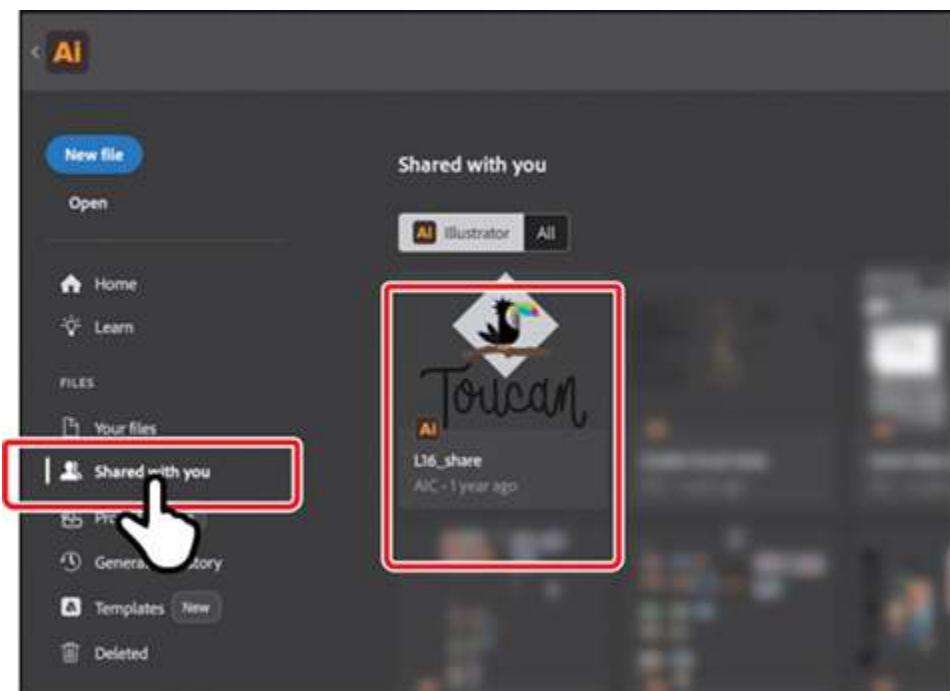 Ai
New file
Open
Home
Learn
FILES
Your files
Shared with you
Templates New
Deleted
Shared with you
Ai Illustrator All
Toucan
Ai
L16_share
AIC - 1 year ago